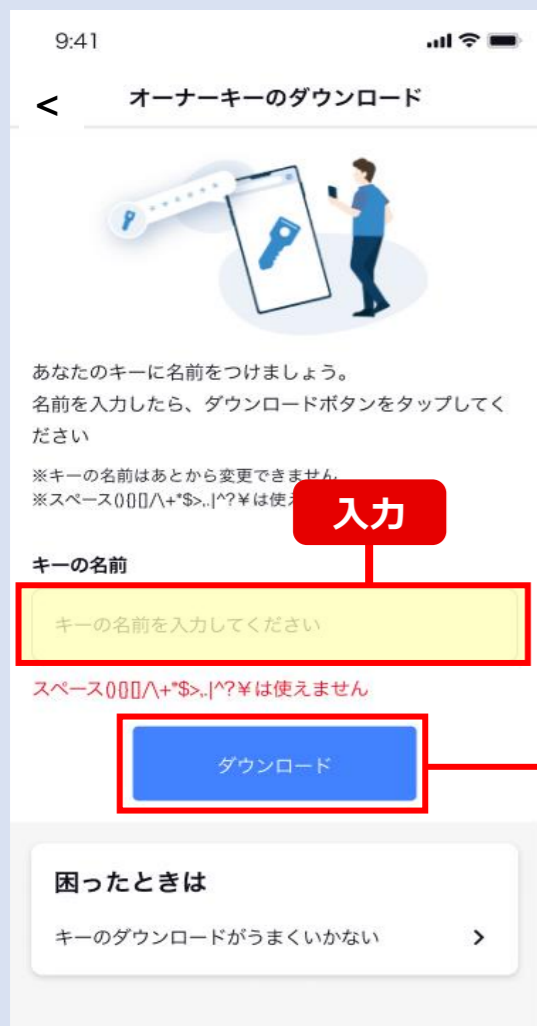 9:41
< オーナーキーのダウンロード
あなたのキーに名前をつけましょう。
名前を入力したら、ダウンロードボタンをタップしてく
ださい
※キーの名前はあとから変更できません
※スペース(){}[]/\+*$>,.|^?¥は使え
入力
キーの名前
キーの名前を入力してください
スペース(){}[]/\+*$>,.|^?¥は使えません
ダウンロード
困ったときは
キーのダウンロードがうまくいかない >